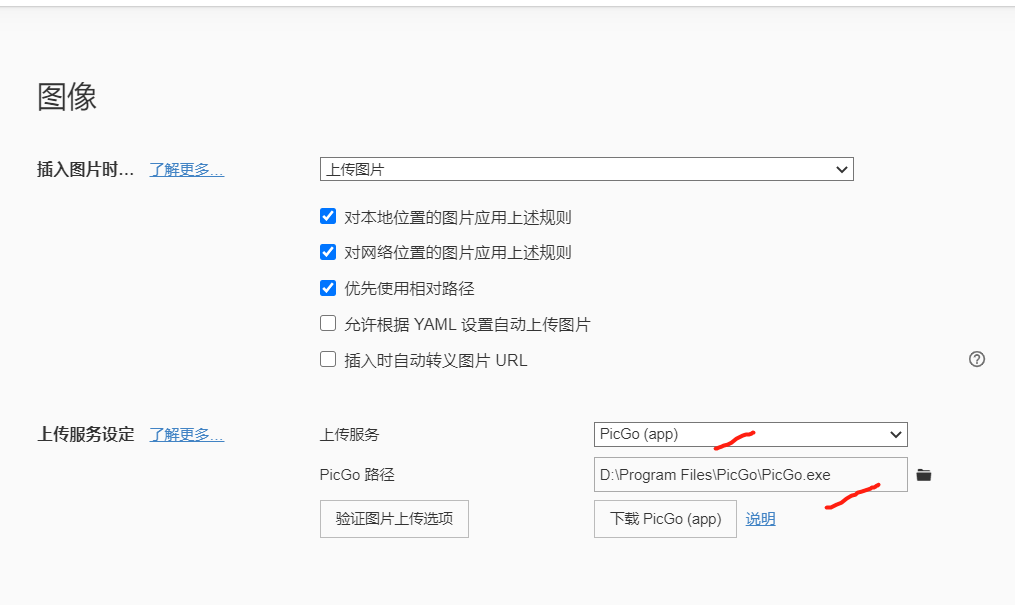 图像
插入图片时… 了解更多… 上传图片
对本地位置的图片应用上述规则
对网络位置的图片应用上述规则
优先使用相对路径
允许根据 YAML 设置自动上传图片
插入时自动转义图片 URL
上传服务设定 了解更多… 上传服务 PicGo (app)
PicGo 路径 D:\Program Files\PicGo\PicGo.exe
验证图片上传选项 下载 PicGo (app) 说明